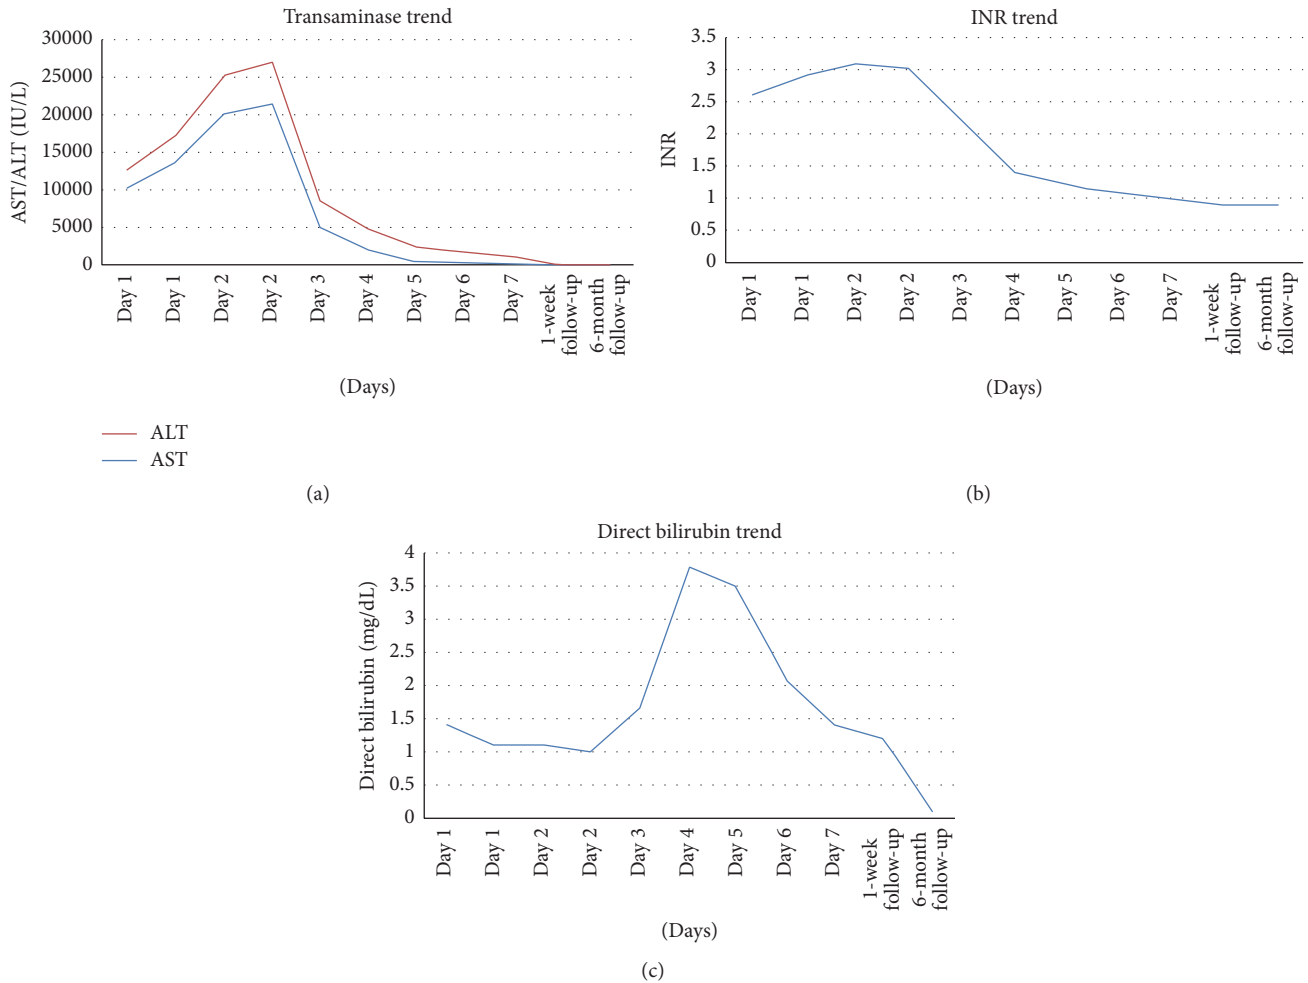 Transaminase trend
AST/ALT (IU/L)
30000
25000
20000
15000
10000
5000
0
Day 1
Day 1
Day 2
Day 2
Day 3
Day 4
Day 5
Day 6
Day 7
1-week
follow-up
6-month
follow-up
(Days)
ALT
AST
(a)
INR trend
INR
3.5
3
2.5
2
1.5
1
0.5
0
Day 1
Day 1
Day 2
Day 2
Day 3
Day 4
Day 5
Day 6
Day 7
1-week
follow-up
6-month
follow-up
(Days)
(b)
Direct bilirubin trend
Direct bilirubin (mg/dL)
4
3.5
3
2.5
2
1.5
1
0.5
0
Day 1
Day 1
Day 2
Day 2
Day 3
Day 4
Day 5
Day 6
Day 7
1-week
follow-up
6-month
follow-up
(Days)
(c)